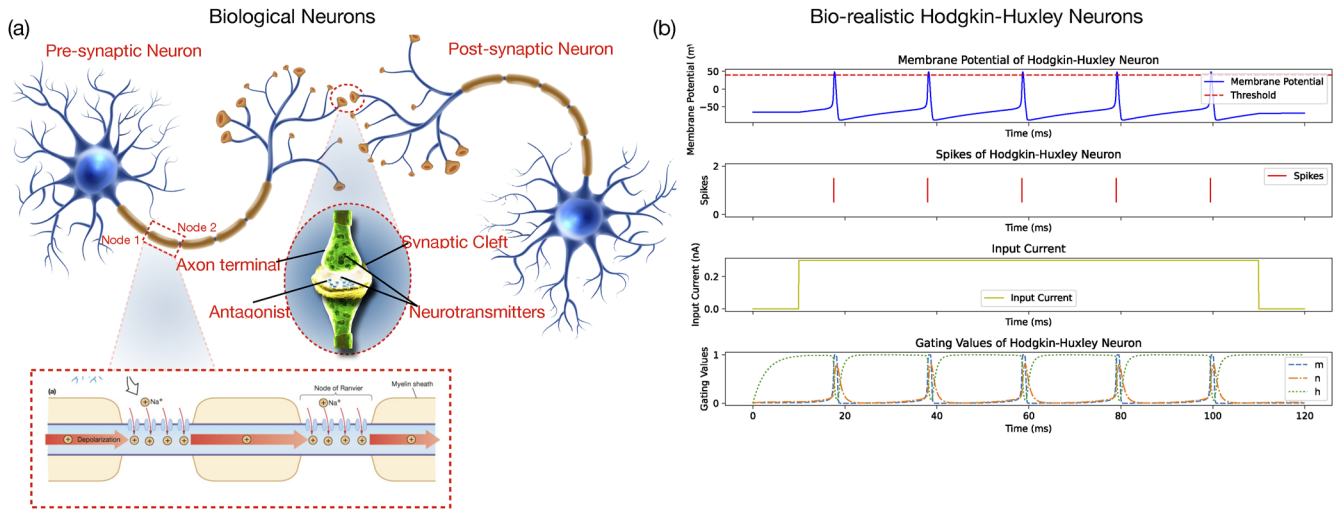 Biological Neurons
(a)
Pre-synaptic Neuron
Post-synaptic Neuron
Node 1
Node 2
Synaptic Cleft
Axon terminal
Antagonist
Neurotransmitters
(a)
Na+
Depolarization
Node of Ranvier
Na+
Myelin sheath
+ + + + + + + + + + +
Bio-realistic Hodgkin-Huxley Neurons
(b)
Membrane Potential of Hodgkin-Huxley Neuron
Membrane Potential (mV
50
0
−50
Membrane Potential
Threshold
Time (ms)
Spikes of Hodgkin-Huxley Neuron
Spikes
2
0
Spikes
Time (ms)
Input Current
Input Current (nA)
0.2
0.0
Input Current
Time (ms)
Gating Values of Hodgkin-Huxley Neuron
Gating Values
1
0
m
n
h
0 20 40 60 80 100 120
Time (ms)